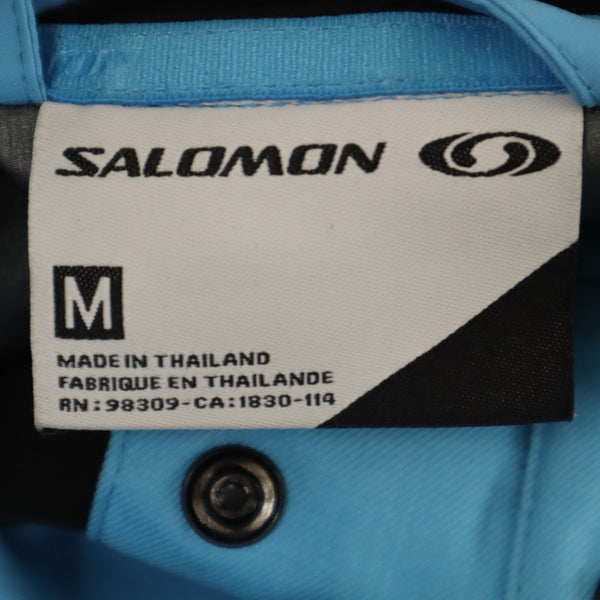 SALOMON
M
MADE IN THAILAND
FABRIQUE EN THAILANDE
RN:98309-CA:1830-114